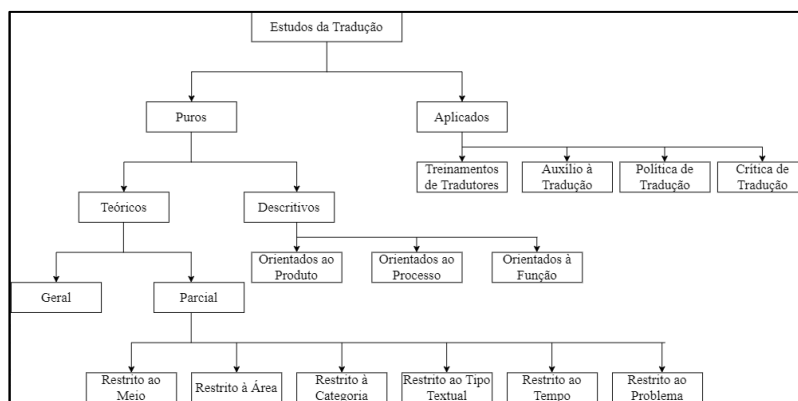 Estudos da Tradução
Puros
Aplicados
Treinamentos
de Tradutores
Auxílio à
Tradução
Política de
Tradução
Crítica de
Tradução
Teóricos
Descritivos
Orientados ao
Produto
Orientados ao
Processo
Orientados à
Função
Geral
Parcial
Restrito ao
Meio
Restrito à Área
Restrito à
Categoria
Restrito ao Tipo
Textual
Restrito ao
Tempo
Restrito ao
Problema